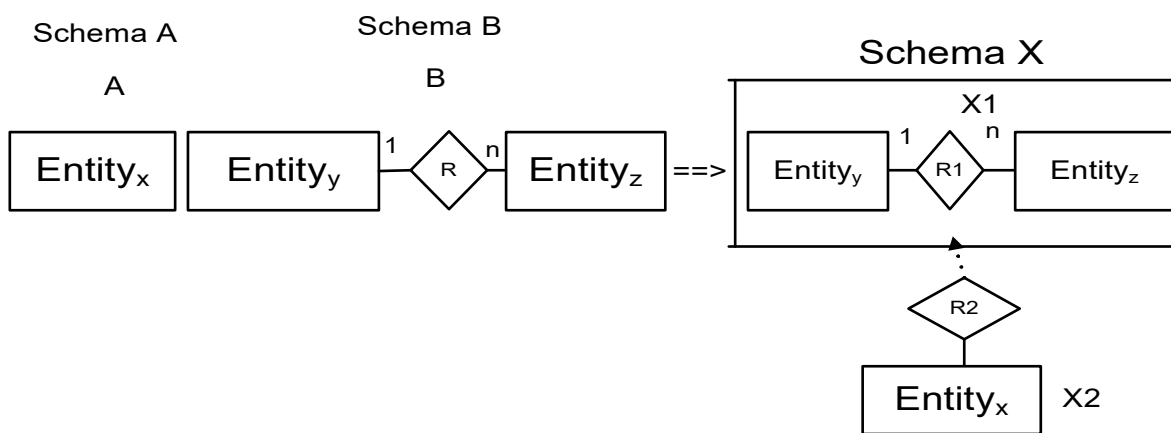 Schema A
Schema B
Schema X
A
B
X1
Entityx
Entityy
1
R
n
Entityz
==>
Entityy
1
R1
n
Entityz
R2
Entityx
X2